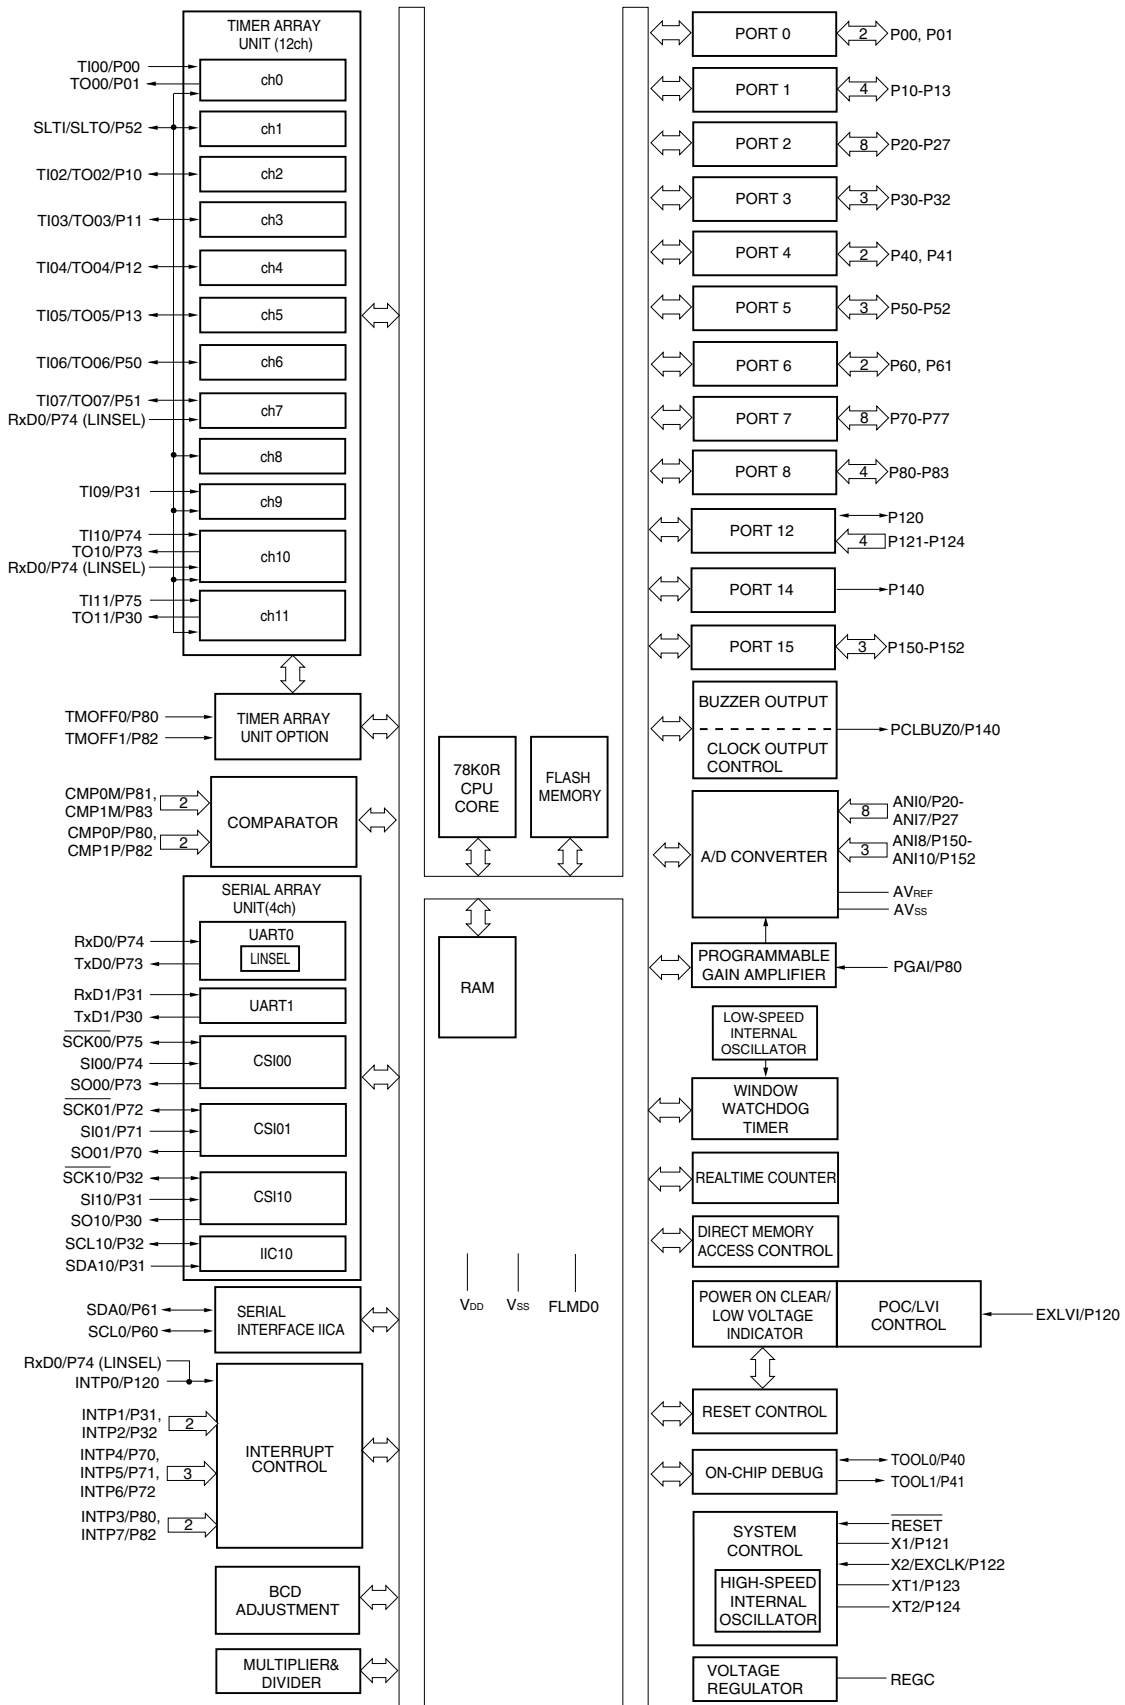 TIMER ARRAY
UNIT (12ch)
TI00/P00
TO00/P01
ch0
SLTI/SLTO/P52
ch1
TI02/TO02/P10
ch2
TI03/TO03/P11
ch3
TI04/TO04/P12
ch4
TI05/TO05/P13
ch5
TI06/TO06/P50
ch6
TI07/TO07/P51
RxD0/P74 (LINSEL)
ch7
ch8
TI09/P31
ch9
TI10/P74
TO10/P73
RxD0/P74 (LINSEL)
ch10
TI11/P75
TO11/P30
ch11
TMOFF0/P80
TMOFF1/P82
TIMER ARRAY
UNIT OPTION
CMP0M/P81,
CMP1M/P83
2
CMP0P/P80,
CMP1P/P82
2
COMPARATOR
SERIAL ARRAY
UNIT(4ch)
RxD0/P74
TxD0/P73
UART0
LINSEL
RxD1/P31
TxD1/P30
UART1
SCK00/P75
SI00/P74
SO00/P73
CSI00
SCK01/P72
SI01/P71
SO01/P70
CSI01
SCK10/P32
SI10/P31
SO10/P30
CSI10
SCL10/P32
SDA10/P31
IIC10
SDA0/P61
SCL0/P60
SERIAL
INTERFACE IICA
RxD0/P74 (LINSEL)
INTP0/P120
INTP1/P31,
INTP2/P32
2
INTP4/P70,
INTP5/P71,
INTP6/P72
3
INTP3/P80,
INTP7/P82
2
INTERRUPT
CONTROL
BCD
ADJUSTMENT
MULTIPLIER&
DIVIDER
78K0R
CPU
CORE
FLASH
MEMORY
RAM
VDD
VSS
FLMD0
PORT 0
2
P00, P01
PORT 1
4
P10-P13
PORT 2
8
P20-P27
PORT 3
3
P30-P32
PORT 4
2
P40, P41
PORT 5
3
P50-P52
PORT 6
2
P60, P61
PORT 7
8
P70-P77
PORT 8
4
P80-P83
PORT 12
P120
4
P121-P124
PORT 14
P140
PORT 15
3
P150-P152
BUZZER OUTPUT
CLOCK OUTPUT
CONTROL
PCLBUZ0/P140
A/D CONVERTER
8
ANI0/P20-
ANI7/P27
3
ANI8/P150-
ANI10/P152
AVREF
AVSS
PROGRAMMABLE
GAIN AMPLIFIER
PGAI/P80
LOW-SPEED
INTERNAL
OSCILLATOR
WINDOW
WATCHDOG
TIMER
REALTIME COUNTER
DIRECT MEMORY
ACCESS CONTROL
POWER ON CLEAR/
LOW VOLTAGE
INDICATOR
POC/LVI
CONTROL
EXLVI/P120
RESET CONTROL
ON-CHIP DEBUG
TOOL0/P40
TOOL1/P41
SYSTEM
CONTROL
HIGH-SPEED
INTERNAL
OSCILLATOR
RESET
X1/P121
X2/EXCLK/P122
XT1/P123
XT2/P124
VOLTAGE
REGULATOR
REGC